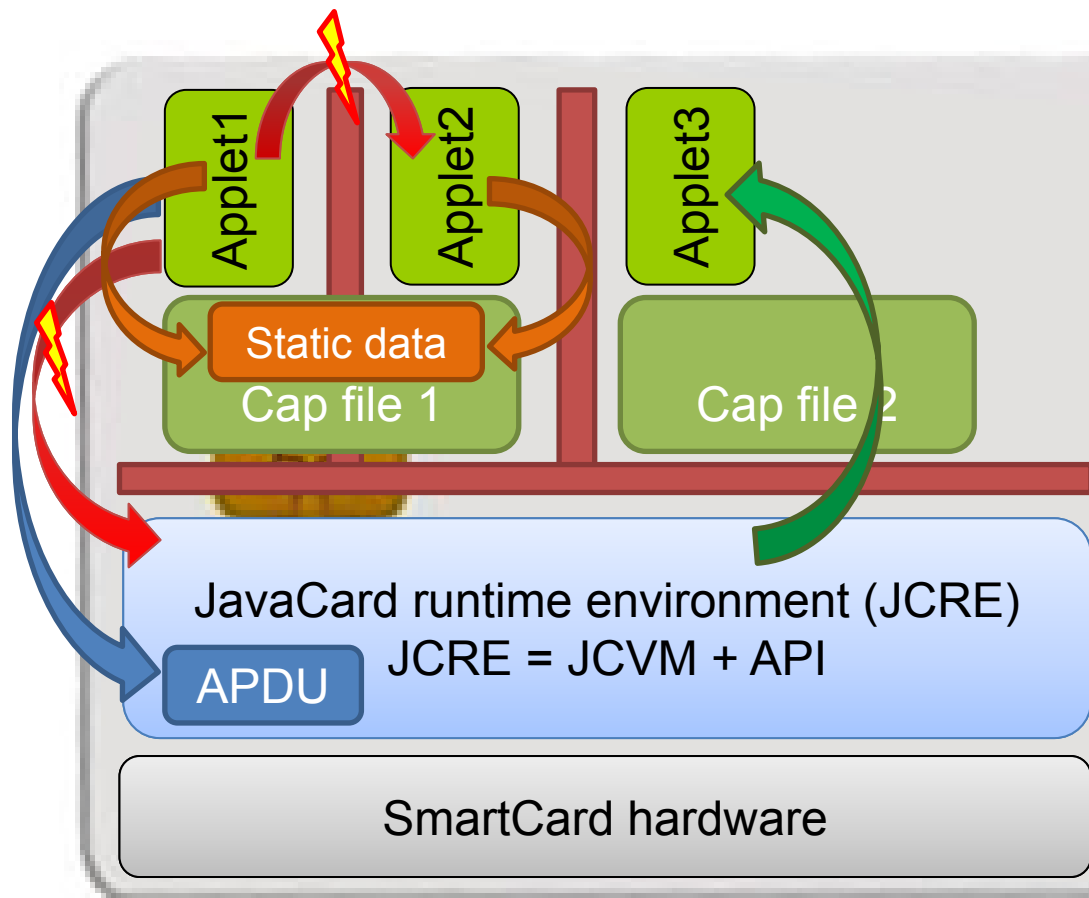 Applet1
Applet2
Applet3
Static data
Cap file 1
Cap file 2
JavaCard runtime environment (JCRE)
JCRE = JCVM + API
APDU
SmartCard hardware